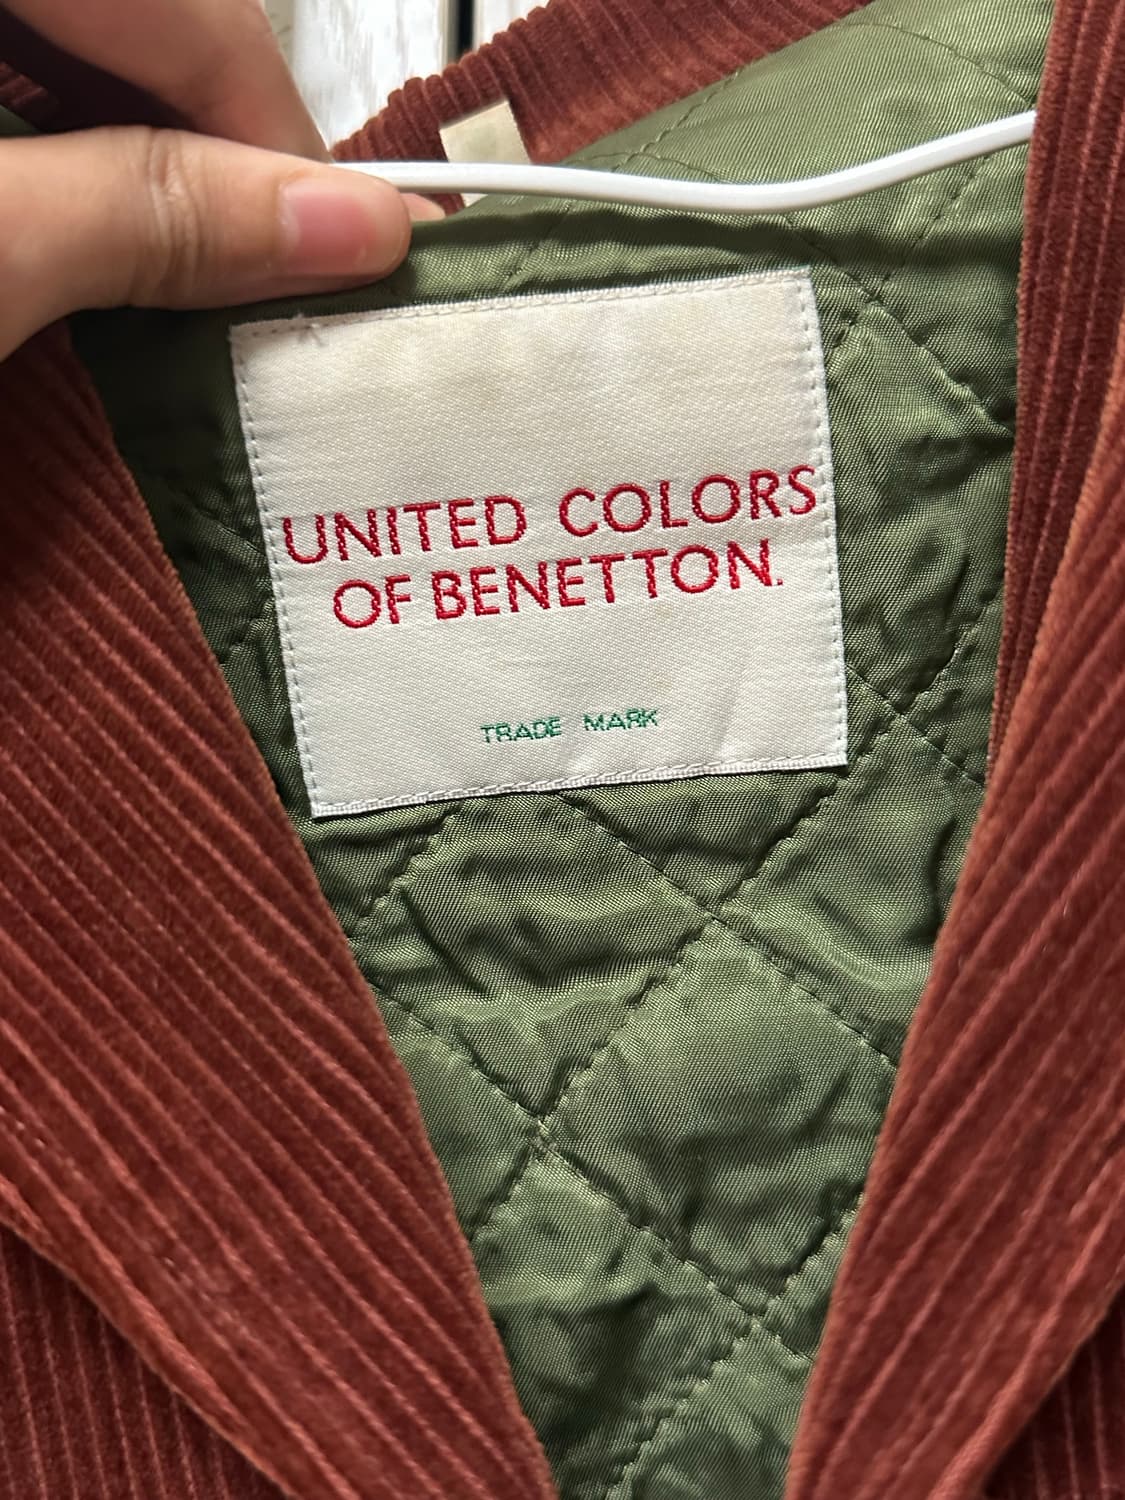 UNITED COLORS
OF BENETTON.
TRADE MARK